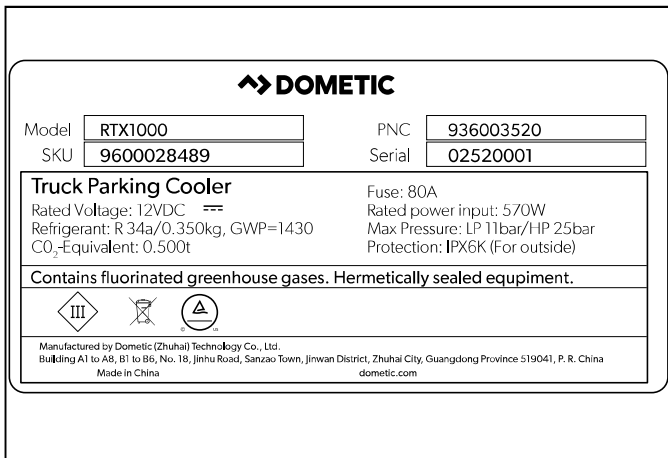 DOMETIC
Model RTX1000 PNC 936003520
SKU 9600028489 Serial 02520001
Truck Parking Cooler
Rated Voltage: 12VDC
Refrigerant: R 34a/0.350kg, GWP=1430
C0₂-Equivalent: 0.500t
Fuse: 80A
Rated power input: 570W
Max Pressure: LP 11bar/HP 25bar
Protection: IPX6K (For outside)
Contains fluorinated greenhouse gases. Hermetically sealed equpiment.
III
c us
Manufactured by Dometic (Zhuhai) Technology Co., Ltd.
Building A1 to A8, B1 to B6, No. 18, Jinhu Road, Sanzao Town, Jinwan District, Zhuhai City, Guangdong Province 519041, P. R. China
Made in China dometic.com